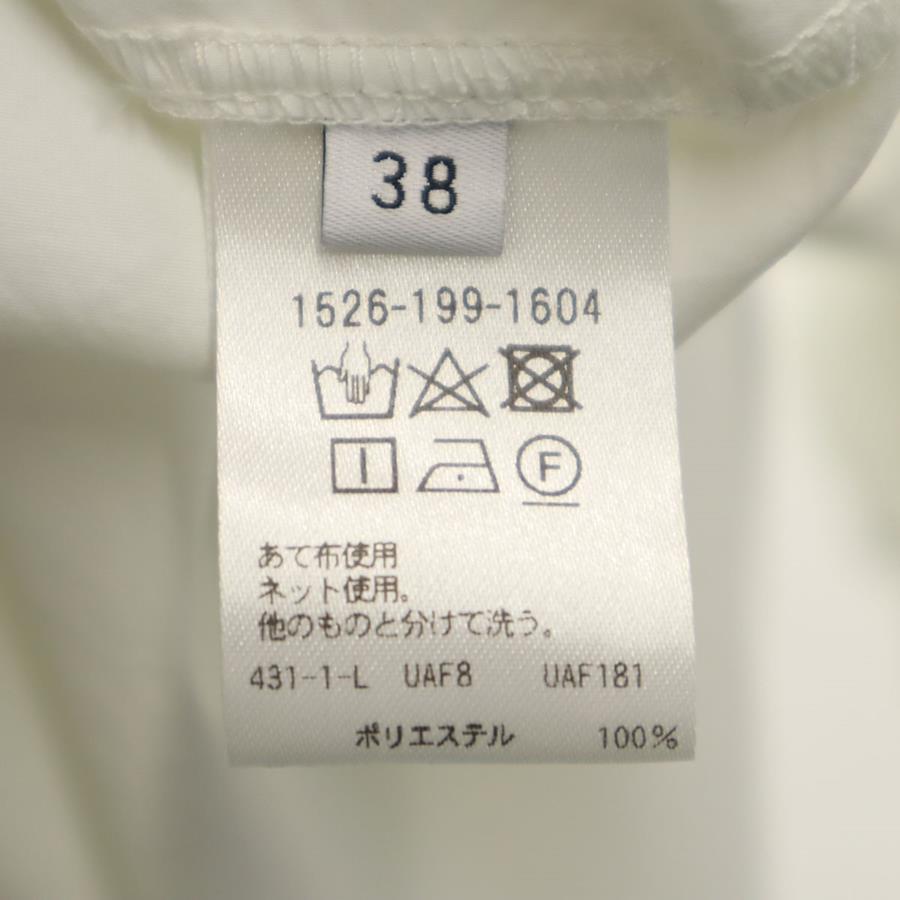 38
1526-199-1604
F
あて布使用
ネット使用。
他のものと分けて洗う。
431-1-L UAF8 UAF181
ポリエステル 100%